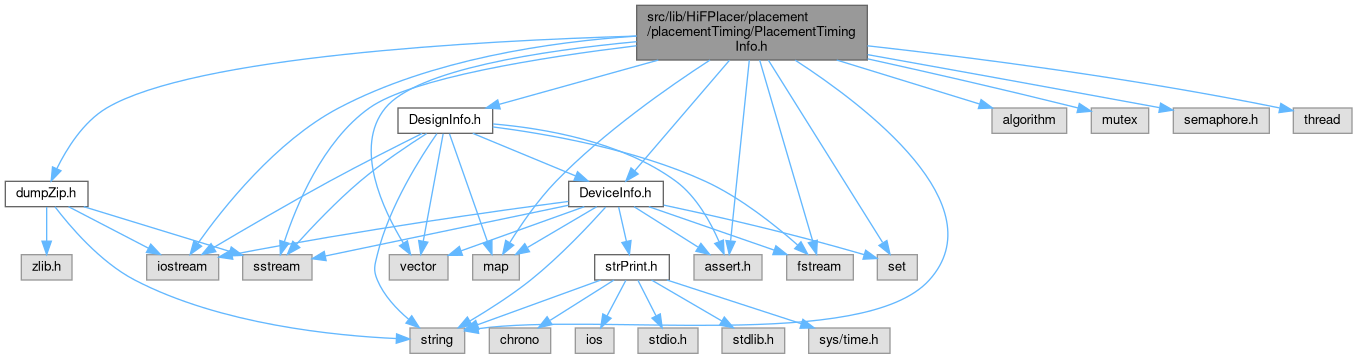 src/lib/HiFPlacer/placement
/placementTiming/PlacementTiming
Info.h
DesignInfo.h
algorithm
mutex
semaphore.h
thread
dumpZip.h
DeviceInfo.h
zlib.h
iostream
sstream
vector
map
strPrint.h
assert.h
fstream
set
string
chrono
ios
stdio.h
stdlib.h
sys/time.h